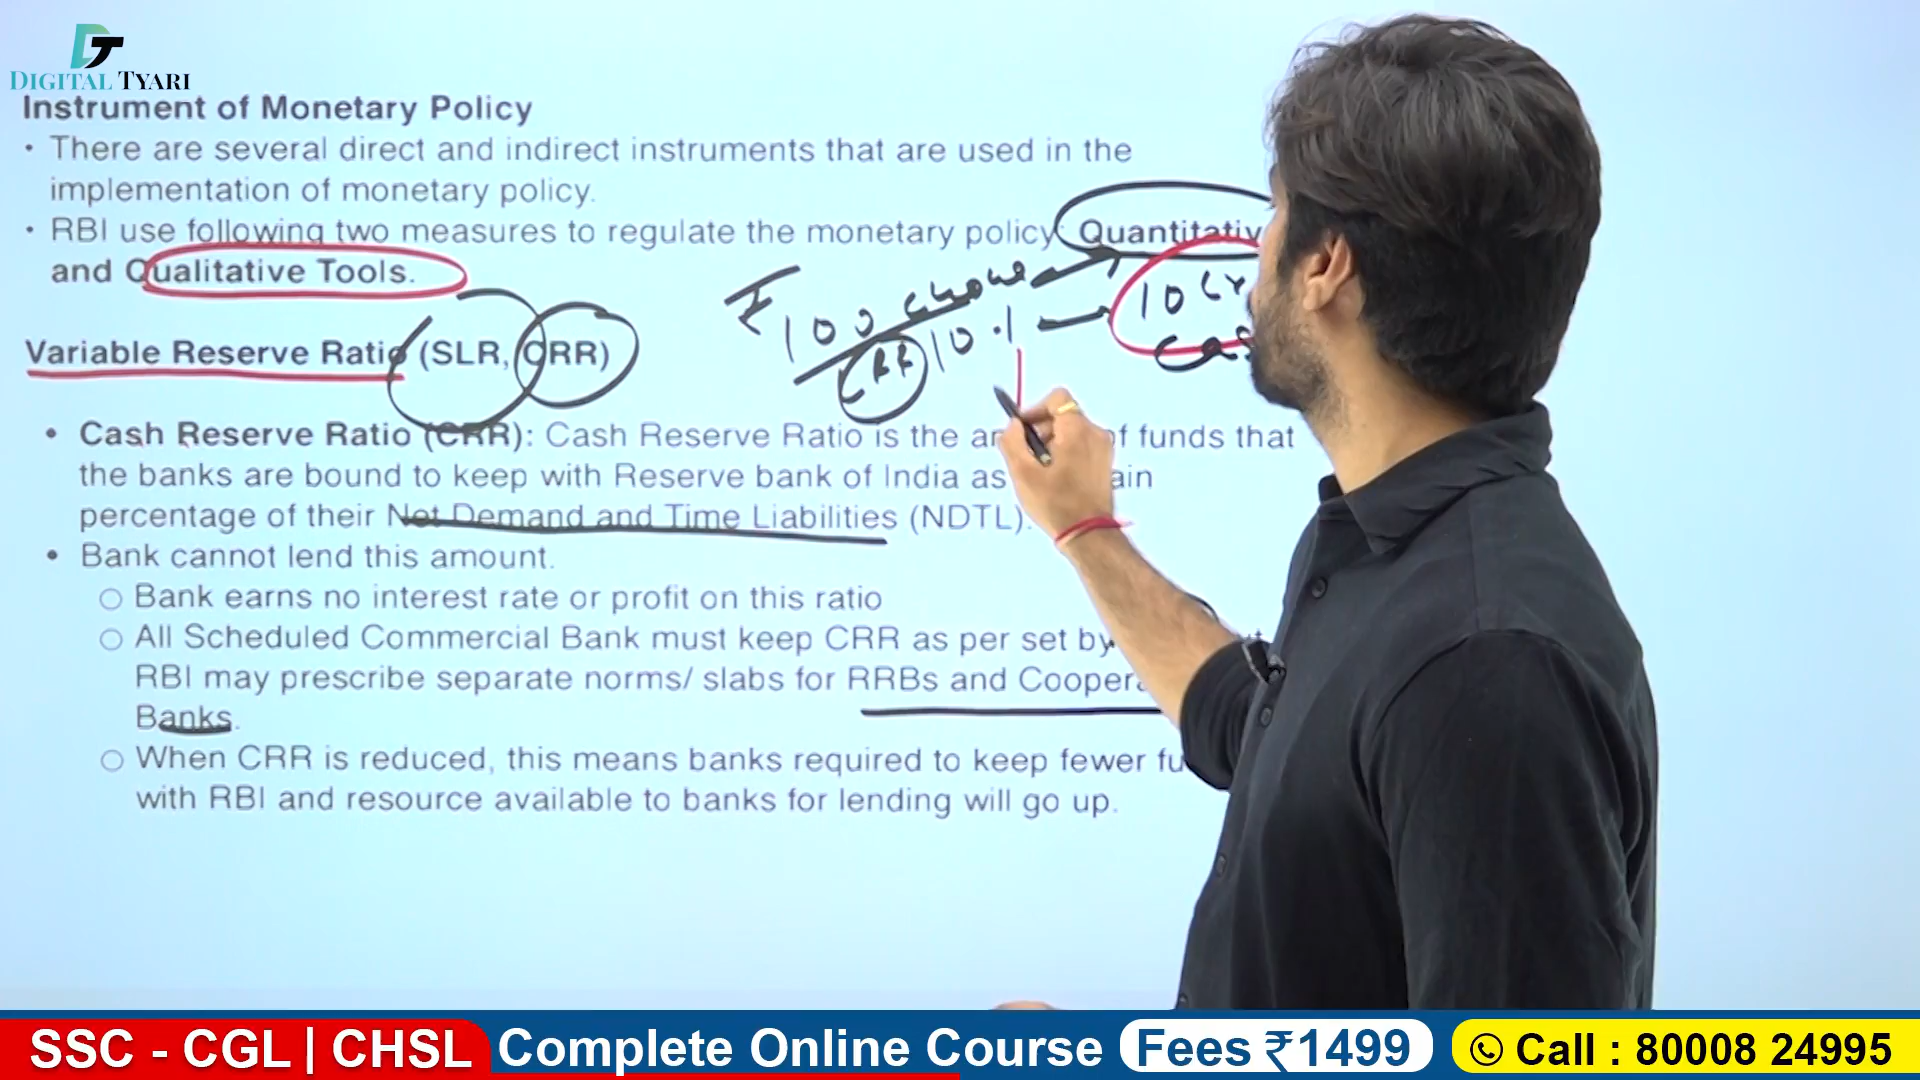 DT
DIGITAL TYARI
Instrument of Monetary Policy
• There are several direct and indirect instruments that are used in the
implementation of monetary policy.
• RBI use following two measures to regulate the monetary policy: Quantitativ
and Qualitative Tools.
₹ 100 crore
10 Cr
CRR 10%
Cas
Variable Reserve Ratio (SLR, CRR)
• Cash Reserve Ratio (CRR): Cash Reserve Ratio is the of funds that
the banks are bound to keep with Reserve bank of India as ain
percentage of their Net Demand and Time Liabilities (NDTL).
• Bank cannot lend this amount.
○ Bank earns no interest rate or profit on this ratio
○ All Scheduled Commercial Bank must keep CRR as per set by
RBI may prescribe separate norms/ slabs for RRBs and Coopera
Banks.
○ When CRR is reduced, this means banks required to keep fewer fu
with RBI and resource available to banks for lending will go up.
SSC - CGL | CHSL Complete Online Course Fees ₹1499 Call : 80008 24995